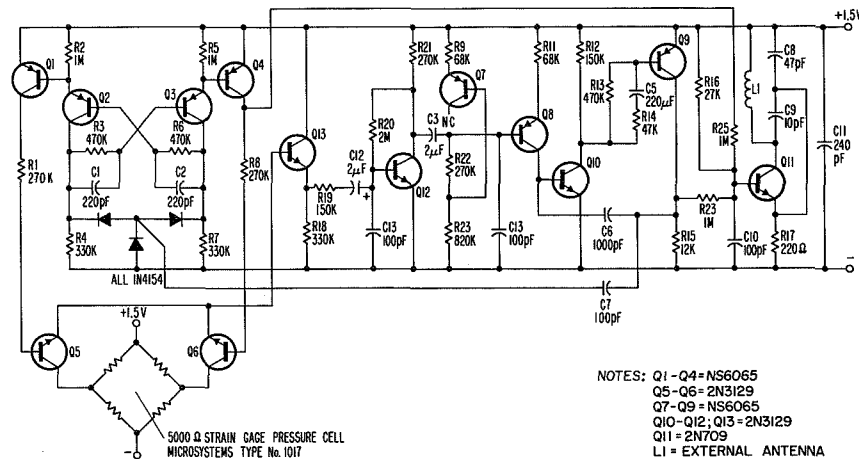 +1.5V
R2
1M
R5
1M
Q1
Q2
Q3
Q4
R3
470K
R6
470K
R1
270K
C1
220pf
C2
220pf
R8
270K
R4
330K
R7
330K
ALL IN4154
Q13
R19
150K
R18
330K
C12
2μF
+
R20
2M
R21
270K
C3
2μF
Q12
C13
100pF
R9
68K
Q7
NC
R22
270K
R23
820K
C13
100pF
R11
68K
Q8
R12
150K
Q10
C6
1000pF
C7
100pF
R13
470K
C5
220μF
R14
47K
Q9
R16
27K
R25
1M
R23
1M
R15
12K
C10
100pF
L1
C8
47pF
C9
10pF
Q11
R17
220Ω
C11
240
pF
−
+1.5V
Q5
Q6
−
5000 Ω STRAIN GAGE PRESSURE CELL
MICROSYSTEMS TYPE No. 1017
NOTES: Q1-Q4=NS6065
Q5-Q6=2N3129
Q7-Q9=NS6065
Q10-Q12; Q13=2N3129
Q11=2N709
L1= EXTERNAL ANTENNA